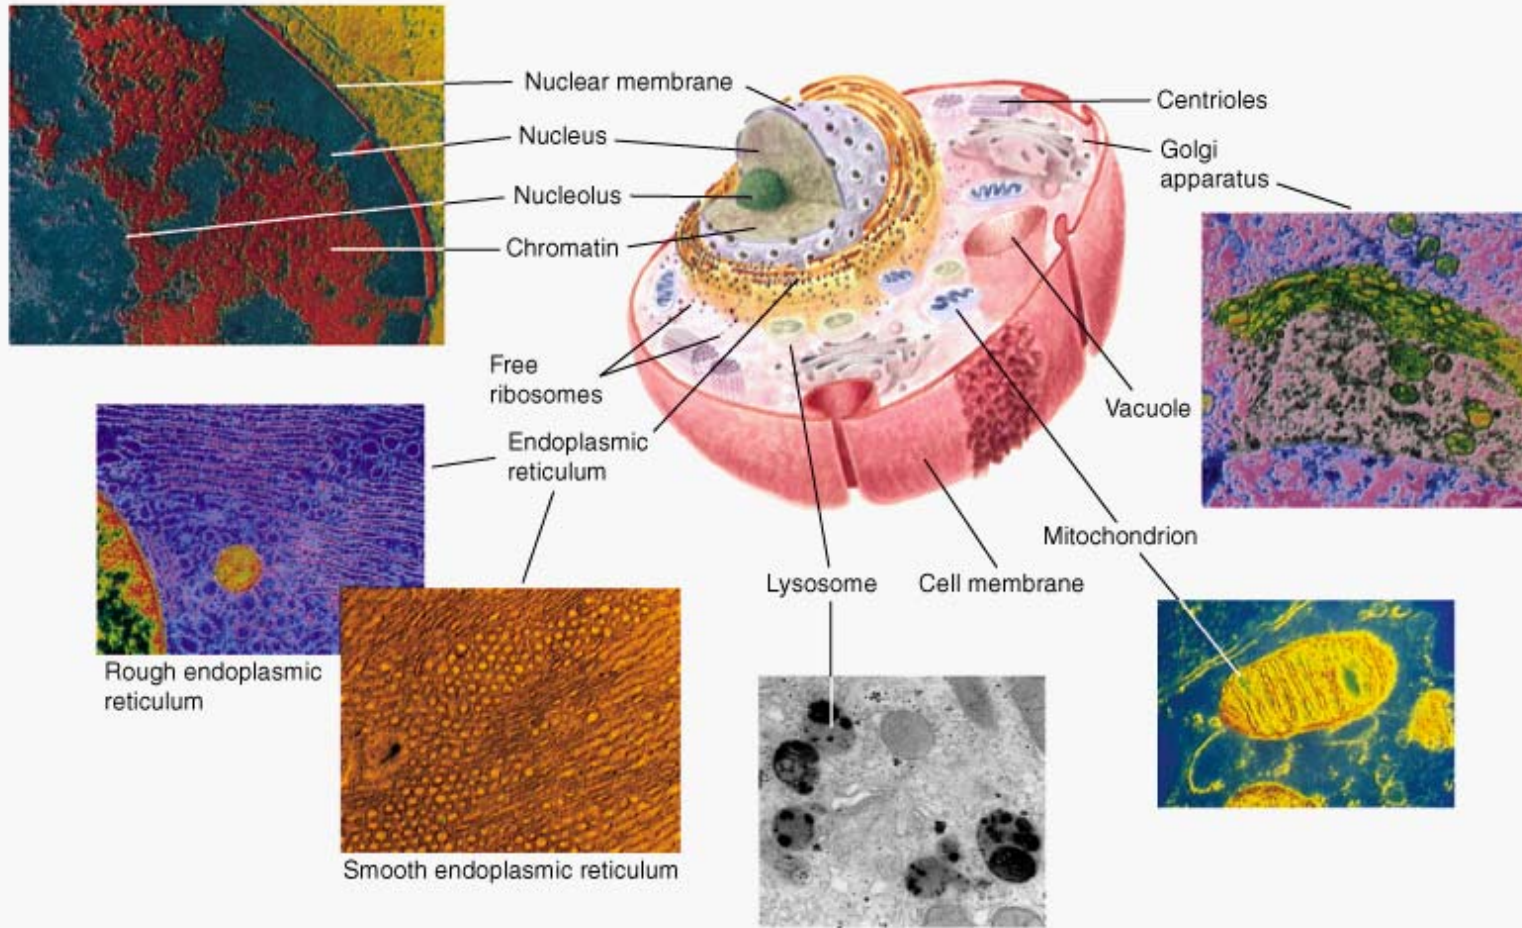 Nuclear membrane
Nucleus
Nucleolus
Chromatin
Centrioles
Golgi
apparatus
Free
ribosomes
Vacuole
Endoplasmic
reticulum
Mitochondrion
Lysosome
Cell membrane
Rough endoplasmic
reticulum
Smooth endoplasmic reticulum